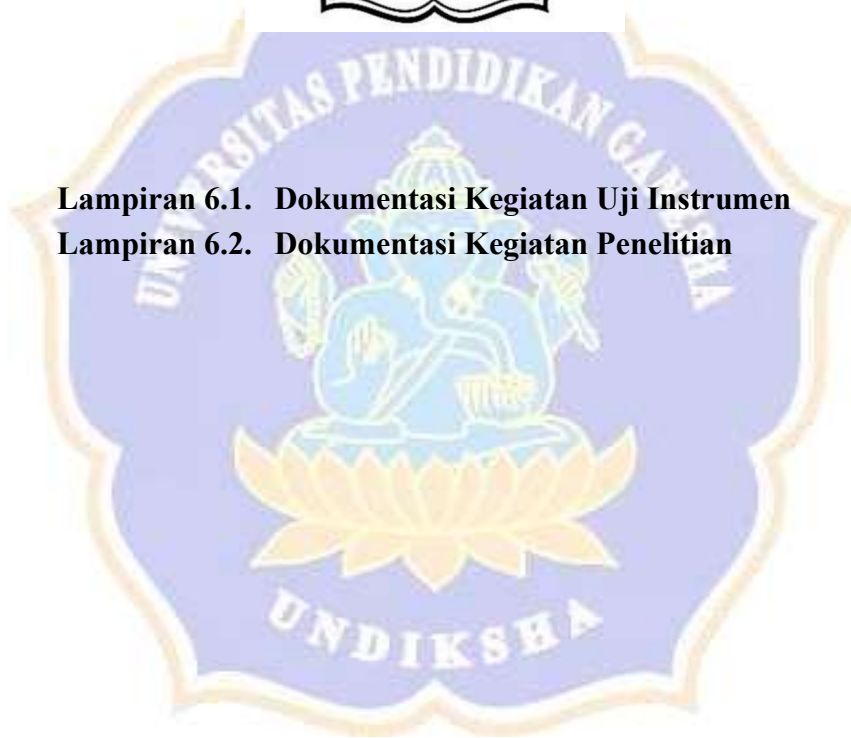 UNIVERSITAS PENDIDIKAN GANESHA
Lampiran 6.1. Dokumentasi Kegiatan Uji Instrumen
Lampiran 6.2. Dokumentasi Kegiatan Penelitian
UNDIKSHA